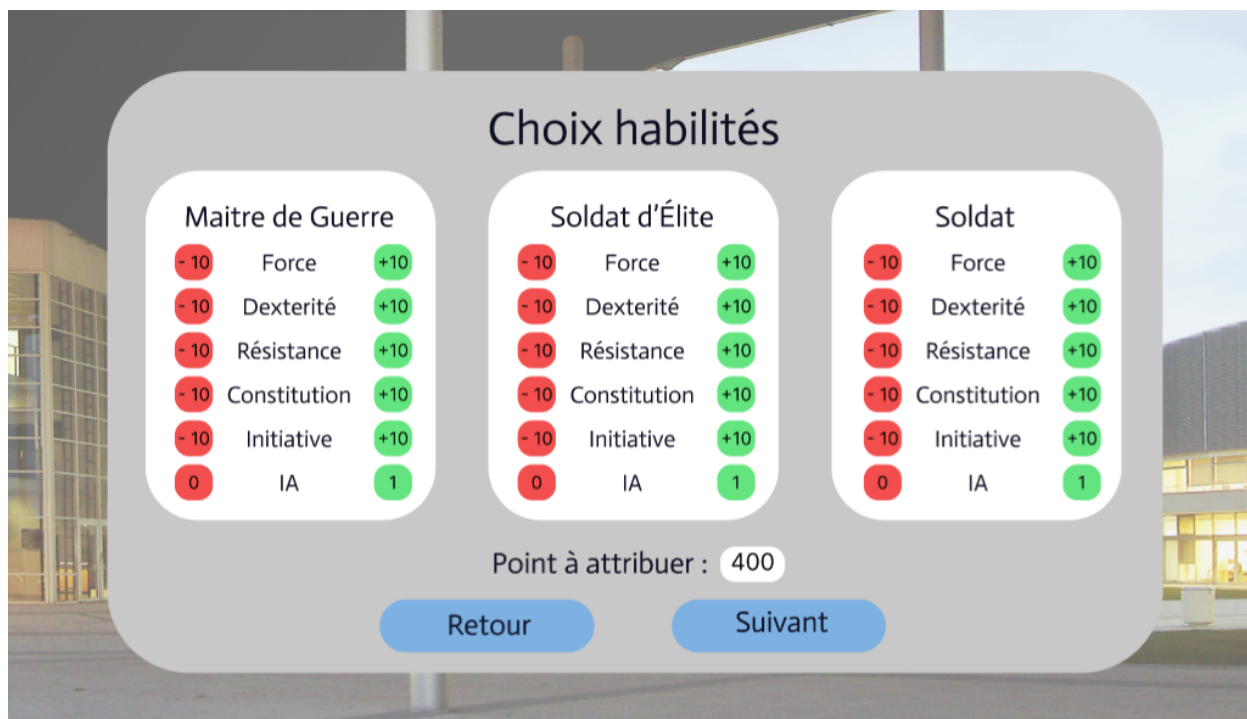 Choix habilités
Maitre de Guerre
- 10 Force +10
- 10 Dexterité +10
- 10 Résistance +10
- 10 Constitution +10
- 10 Initiative +10
0 IA 1
Soldat d'Élite
- 10 Force +10
- 10 Dexterité +10
- 10 Résistance +10
- 10 Constitution +10
- 10 Initiative +10
0 IA 1
Soldat
- 10 Force +10
- 10 Dexterité +10
- 10 Résistance +10
- 10 Constitution +10
- 10 Initiative +10
0 IA 1
Point à attribuer : 400
Retour
Suivant